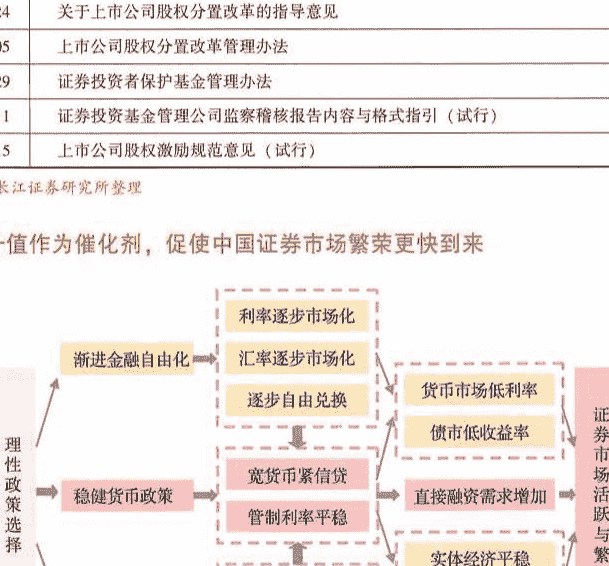 24 关于上市公司股权分置改革的指导意见
05 上市公司股权分置改革管理办法
29 证券投资者保护基金管理办法
1 证券投资基金管理公司监察稽核报告内容与格式指引（试行）
5 上市公司股权激励规范意见（试行）
长江证券研究所整理
值作为催化剂，促使中国证券市场繁荣更快到来
利率逐步市场化
渐进金融自由化
汇率逐步市场化
逐步自由兑换
货币市场低利率
债市低收益率
理性政策选择
宽货币紧信贷
稳健货币政策
管制利率平稳
直接融资需求增加
证券市场活跃与繁
实体经济平稳